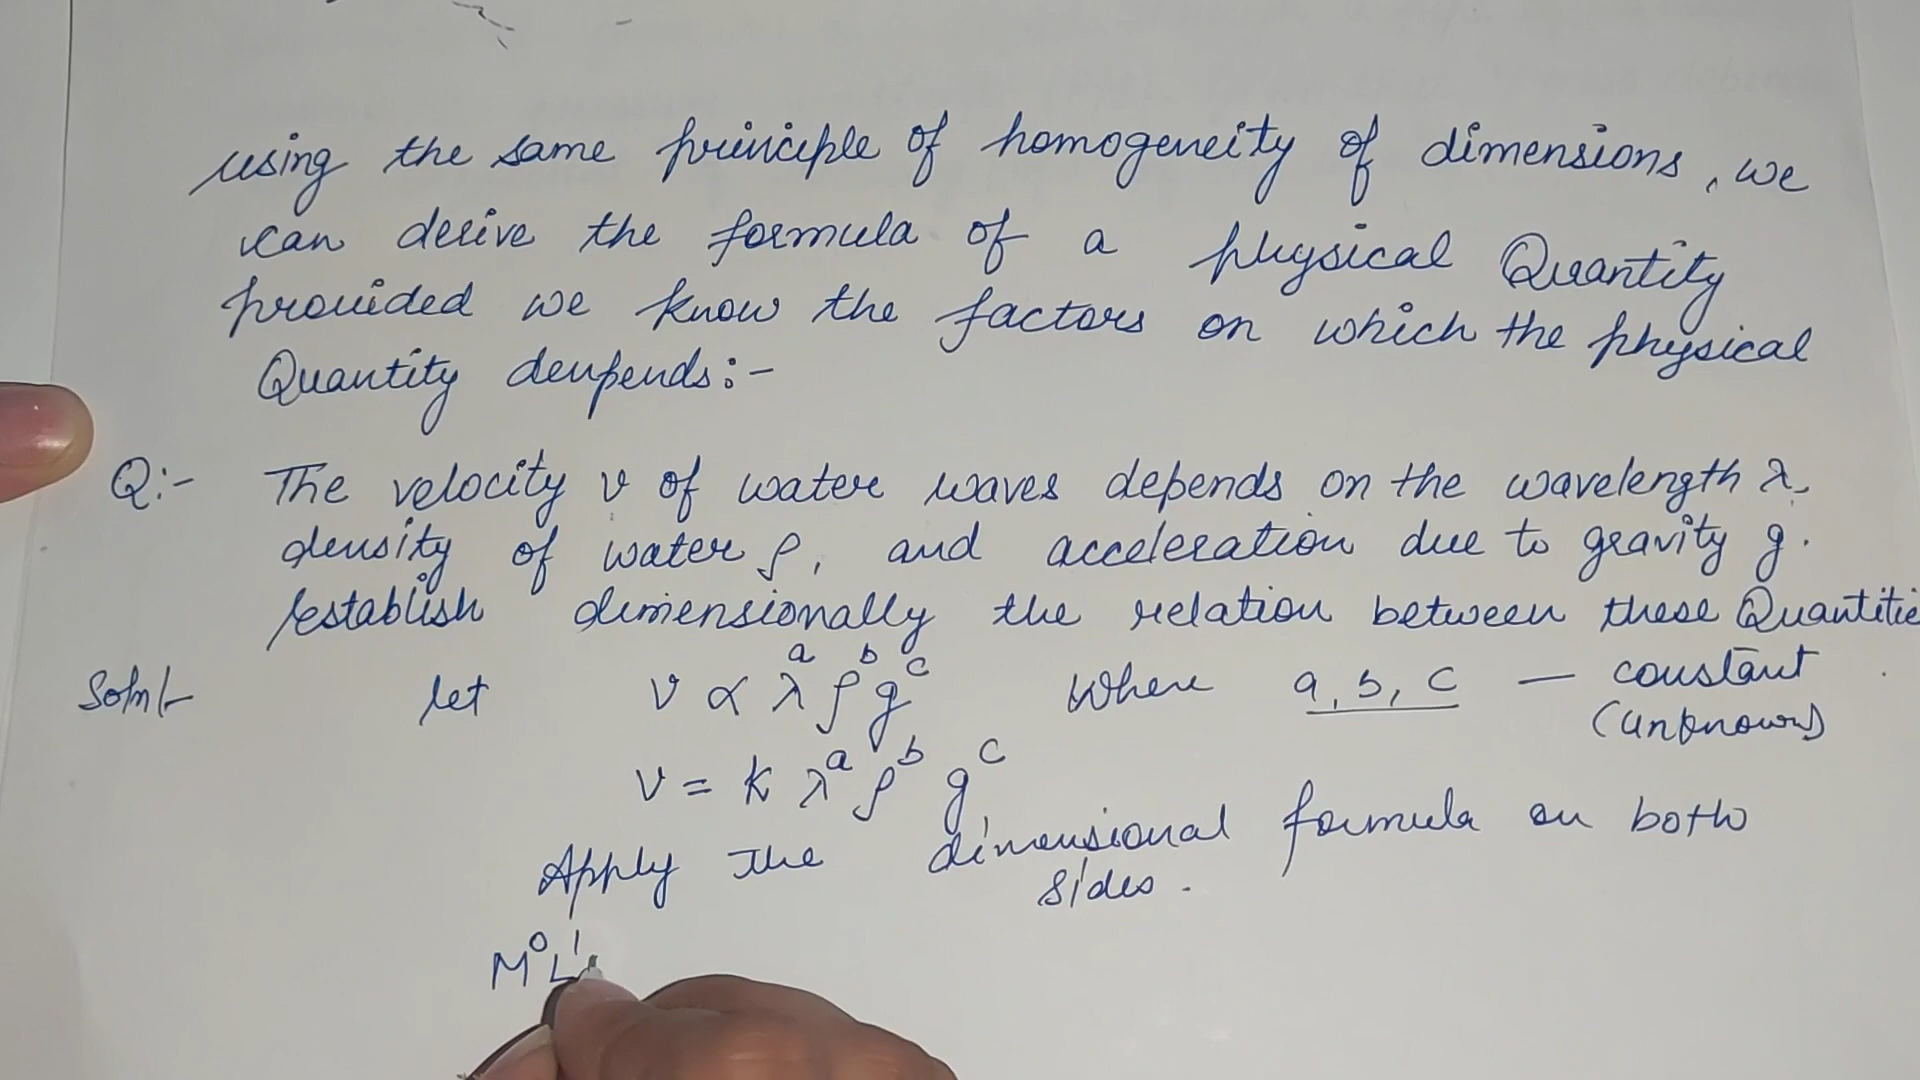 using the same principle of homogeneity of dimensions, we
can derive the formula of a physical Quantity
provided we know the factors on which the physical
Quantity denpends:-
Q:- The velocity v of water waves depends on the wavelength λ,
density of water ρ, and acceleration due to gravity g.
establish dimensionally the relation between these Quantitie
Soln:- let v ∝ λ^a ρ^b g^c where a, b, c — constant
(unknown)
v = k λ^a ρ^b g^c
Apply the dimensional formula on both
sides.
M^0 L^1